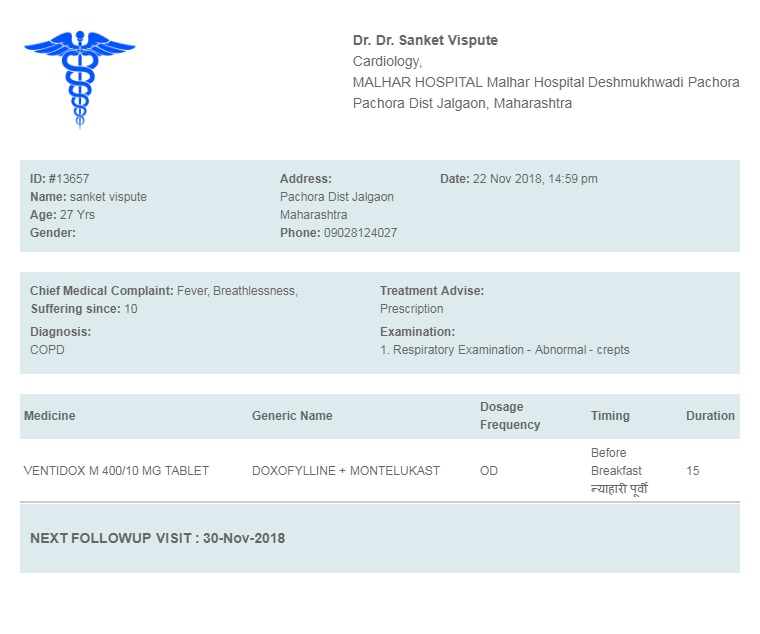 Dr. Dr. Sanket Vispute
Cardiology,
MALHAR HOSPITAL Malhar Hospital Deshmukhwadi Pachora
Pachora Dist Jalgaon, Maharashtra
ID: #13657
Name: sanket vispute
Age: 27 Yrs
Gender:
Address:
Pachora Dist Jalgaon
Maharashtra
Phone: 09028124027
Date: 22 Nov 2018, 14:59 pm
Chief Medical Complaint: Fever, Breathlessness,
Suffering since: 10
Diagnosis:
COPD
Treatment Advise:
Prescription
Examination:
1. Respiratory Examination - Abnormal - crepts
Medicine Generic Name Dosage Frequency Timing Duration
VENTIDOX M 400/10 MG TABLET DOXOFYLLINE + MONTELUKAST OD Before Breakfast न्याहारी पूर्वी 15
NEXT FOLLOWUP VISIT : 30-Nov-2018